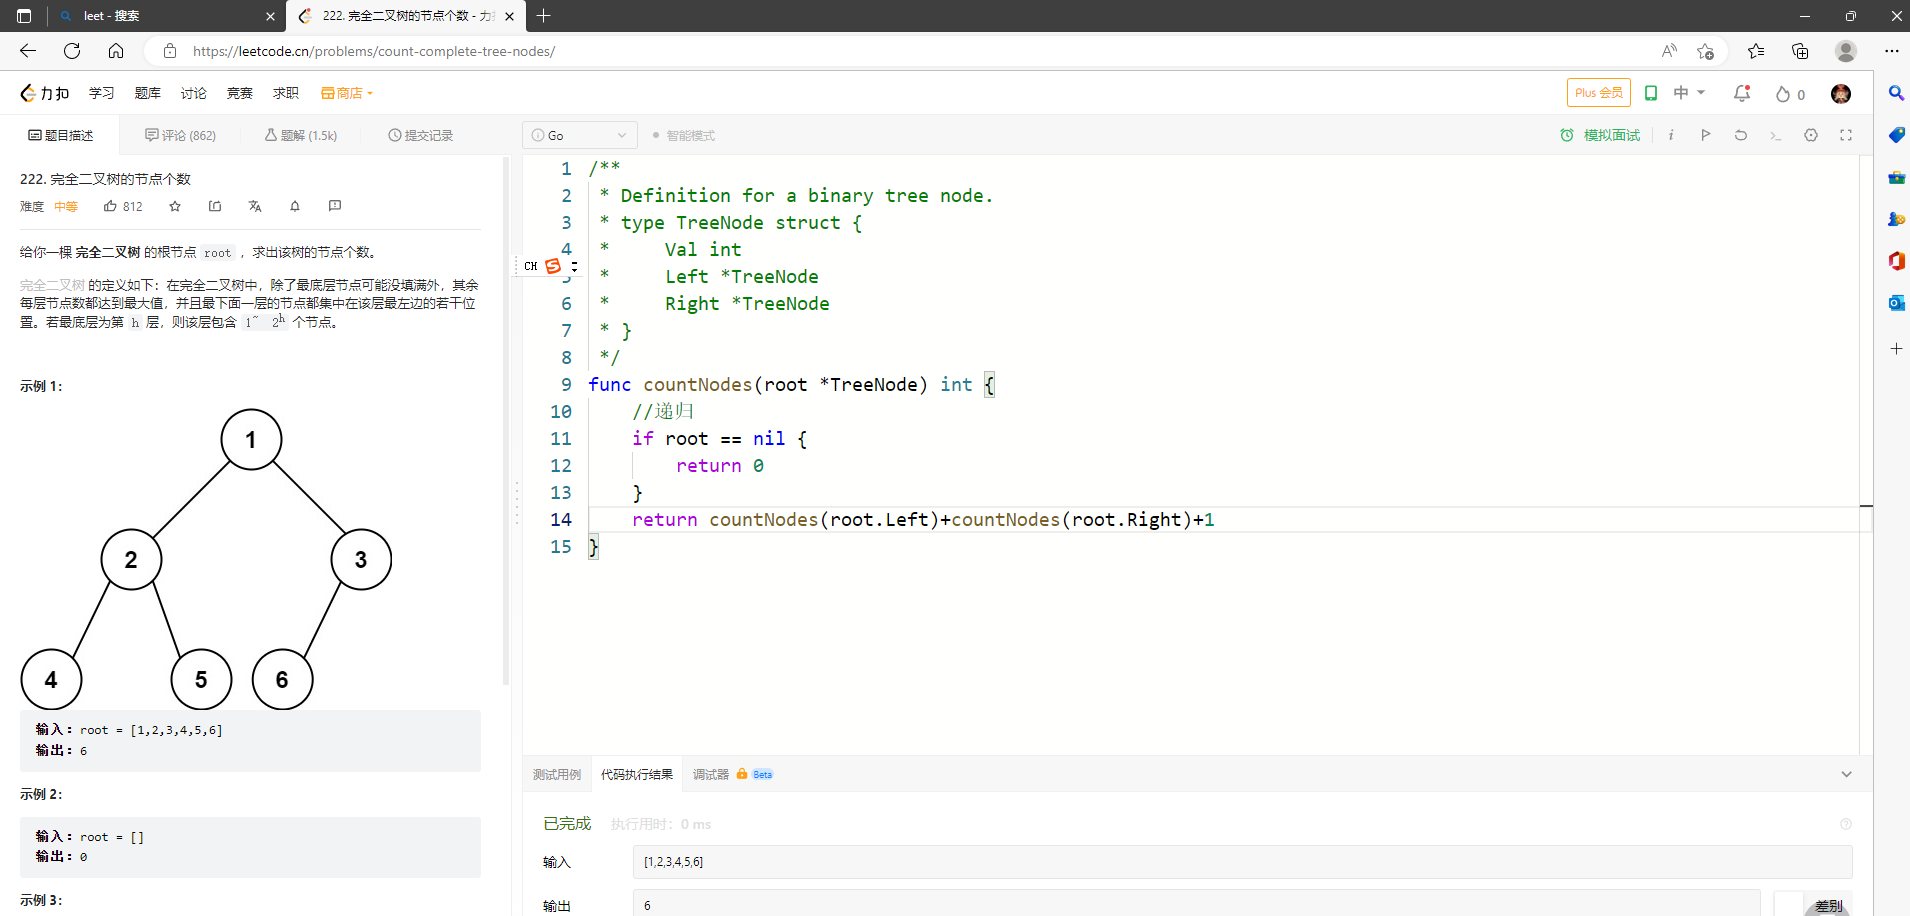 leet - 搜索
222. 完全二叉树的节点个数 - 力扣
https://leetcode.cn/problems/count-complete-tree-nodes/
力扣 学习 题库 讨论 竞赛 求职 商店 Plus 会员 中 0
题目描述 评论 (862) 题解 (1.5k) 提交记录
Go 智能模式 模拟面试
222. 完全二叉树的节点个数
难度 中等 812
给你一棵 完全二叉树 的根节点 root ，求出该树的节点个数。
完全二叉树 的定义如下：在完全二叉树中，除了最底层节点可能没填满外，其余
每层节点数都达到最大值，并且最下面一层的节点都集中在该层最左边的若干位
置。若最底层为第 h 层，则该层包含 1~ 2^h 个节点。
示例 1：
1
2 3
4 5 6
输入：root = [1,2,3,4,5,6]
输出：6
示例 2：
输入：root = []
输出：0
示例 3：
1 /**
2 * Definition for a binary tree node.
3 * type TreeNode struct {
4 *     Val int
CH
5 *     Left *TreeNode
6 *     Right *TreeNode
7 * }
8 */
9 func countNodes(root *TreeNode) int {
10     //递归
11     if root == nil {
12         return 0
13     }
14     return countNodes(root.Left)+countNodes(root.Right)+1
15 }
测试用例 代码执行结果 调试器 Beta
已完成 执行用时：0 ms
输入 [1,2,3,4,5,6]
输出 6 差别